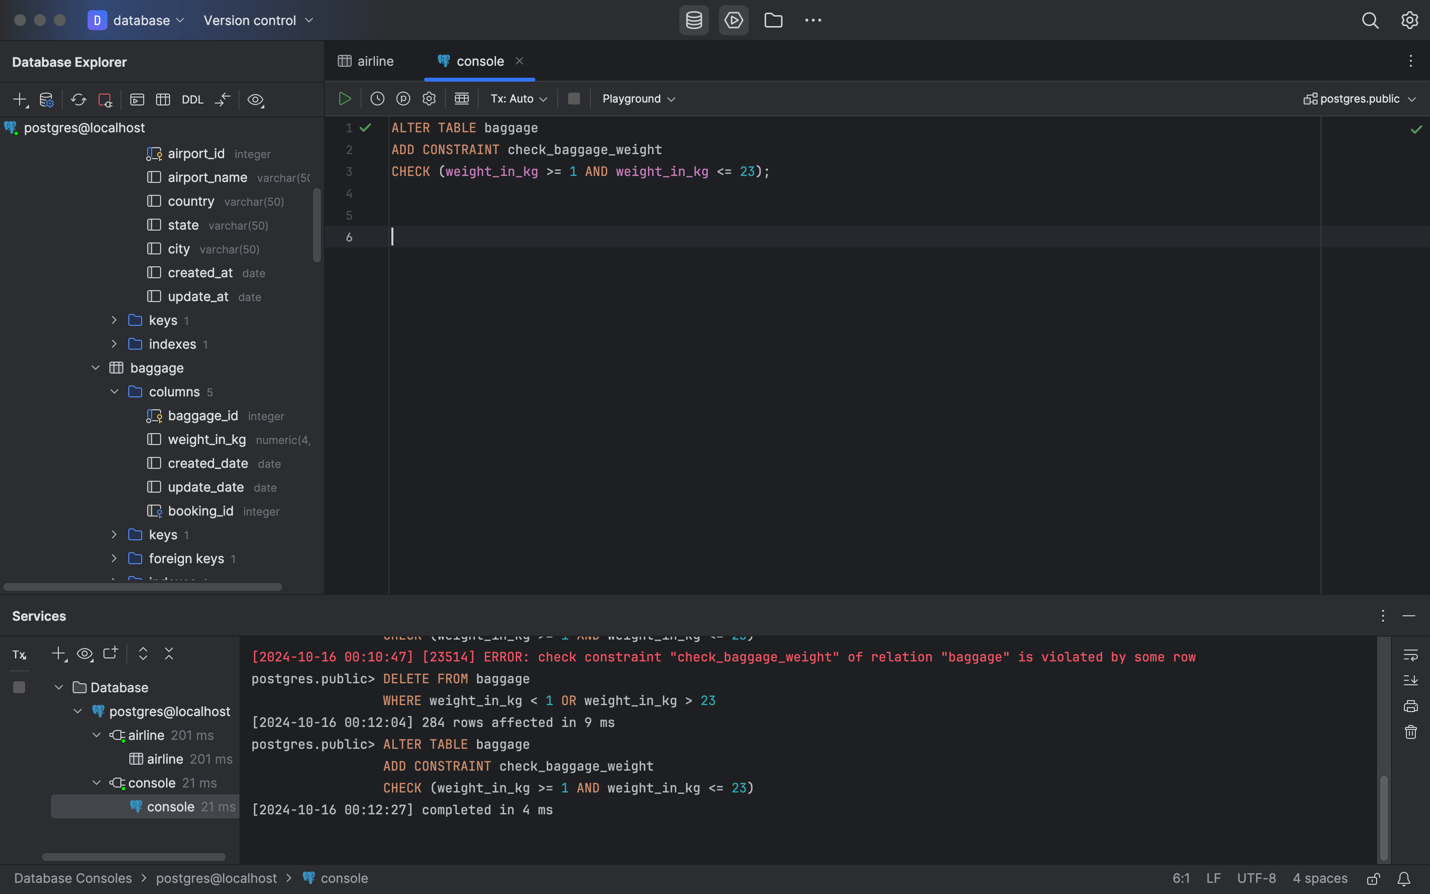 D database Version control
Database Explorer
airline
console
DDL
Tx: Auto
Playground
postgres.public
postgres@localhost
airport_id integer
airport_name varchar(50
country varchar(50)
state varchar(50)
city varchar(50)
created_at date
update_at date
keys 1
indexes 1
baggage
columns 5
baggage_id integer
weight_in_kg numeric(4,
created_date date
update_date date
booking_id integer
keys 1
foreign keys 1
1 ALTER TABLE baggage
2 ADD CONSTRAINT check_baggage_weight
3 CHECK (weight_in_kg >= 1 AND weight_in_kg <= 23);
4
5
6
Services
Tx
Database
postgres@localhost
airline 201 ms
airline 201 ms
console 21 ms
console 21 ms
CHECK (weight_in_kg >= 1 AND weight_in_kg <= 23)
[2024-10-16 00:10:47] [23514] ERROR: check constraint "check_baggage_weight" of relation "baggage" is violated by some row
postgres.public> DELETE FROM baggage
WHERE weight_in_kg < 1 OR weight_in_kg > 23
[2024-10-16 00:12:04] 284 rows affected in 9 ms
postgres.public> ALTER TABLE baggage
ADD CONSTRAINT check_baggage_weight
CHECK (weight_in_kg >= 1 AND weight_in_kg <= 23)
[2024-10-16 00:12:27] completed in 4 ms
Database Consoles > postgres@localhost > console
6:1 LF UTF-8 4 spaces